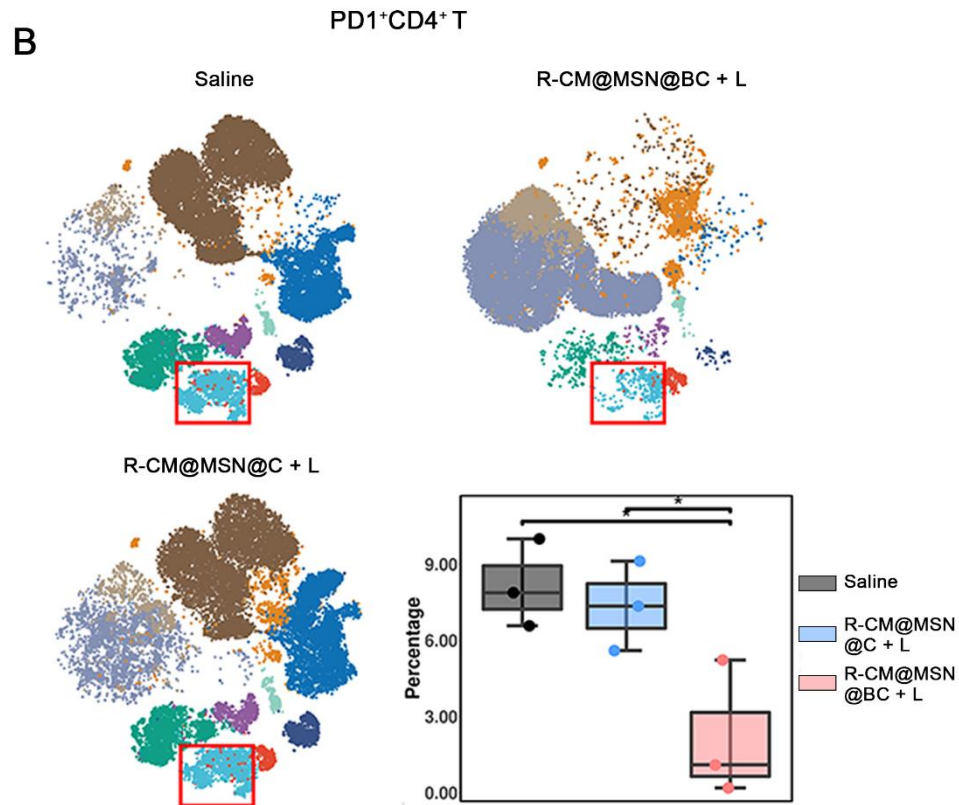 B
PD1⁺CD4⁺ T
Saline
R-CM@MSN@BC + L
R-CM@MSN@C + L
Percentage
9.00
6.00
3.00
0.00
*
*
Saline
R-CM@MSN
@C + L
R-CM@MSN
@BC + L